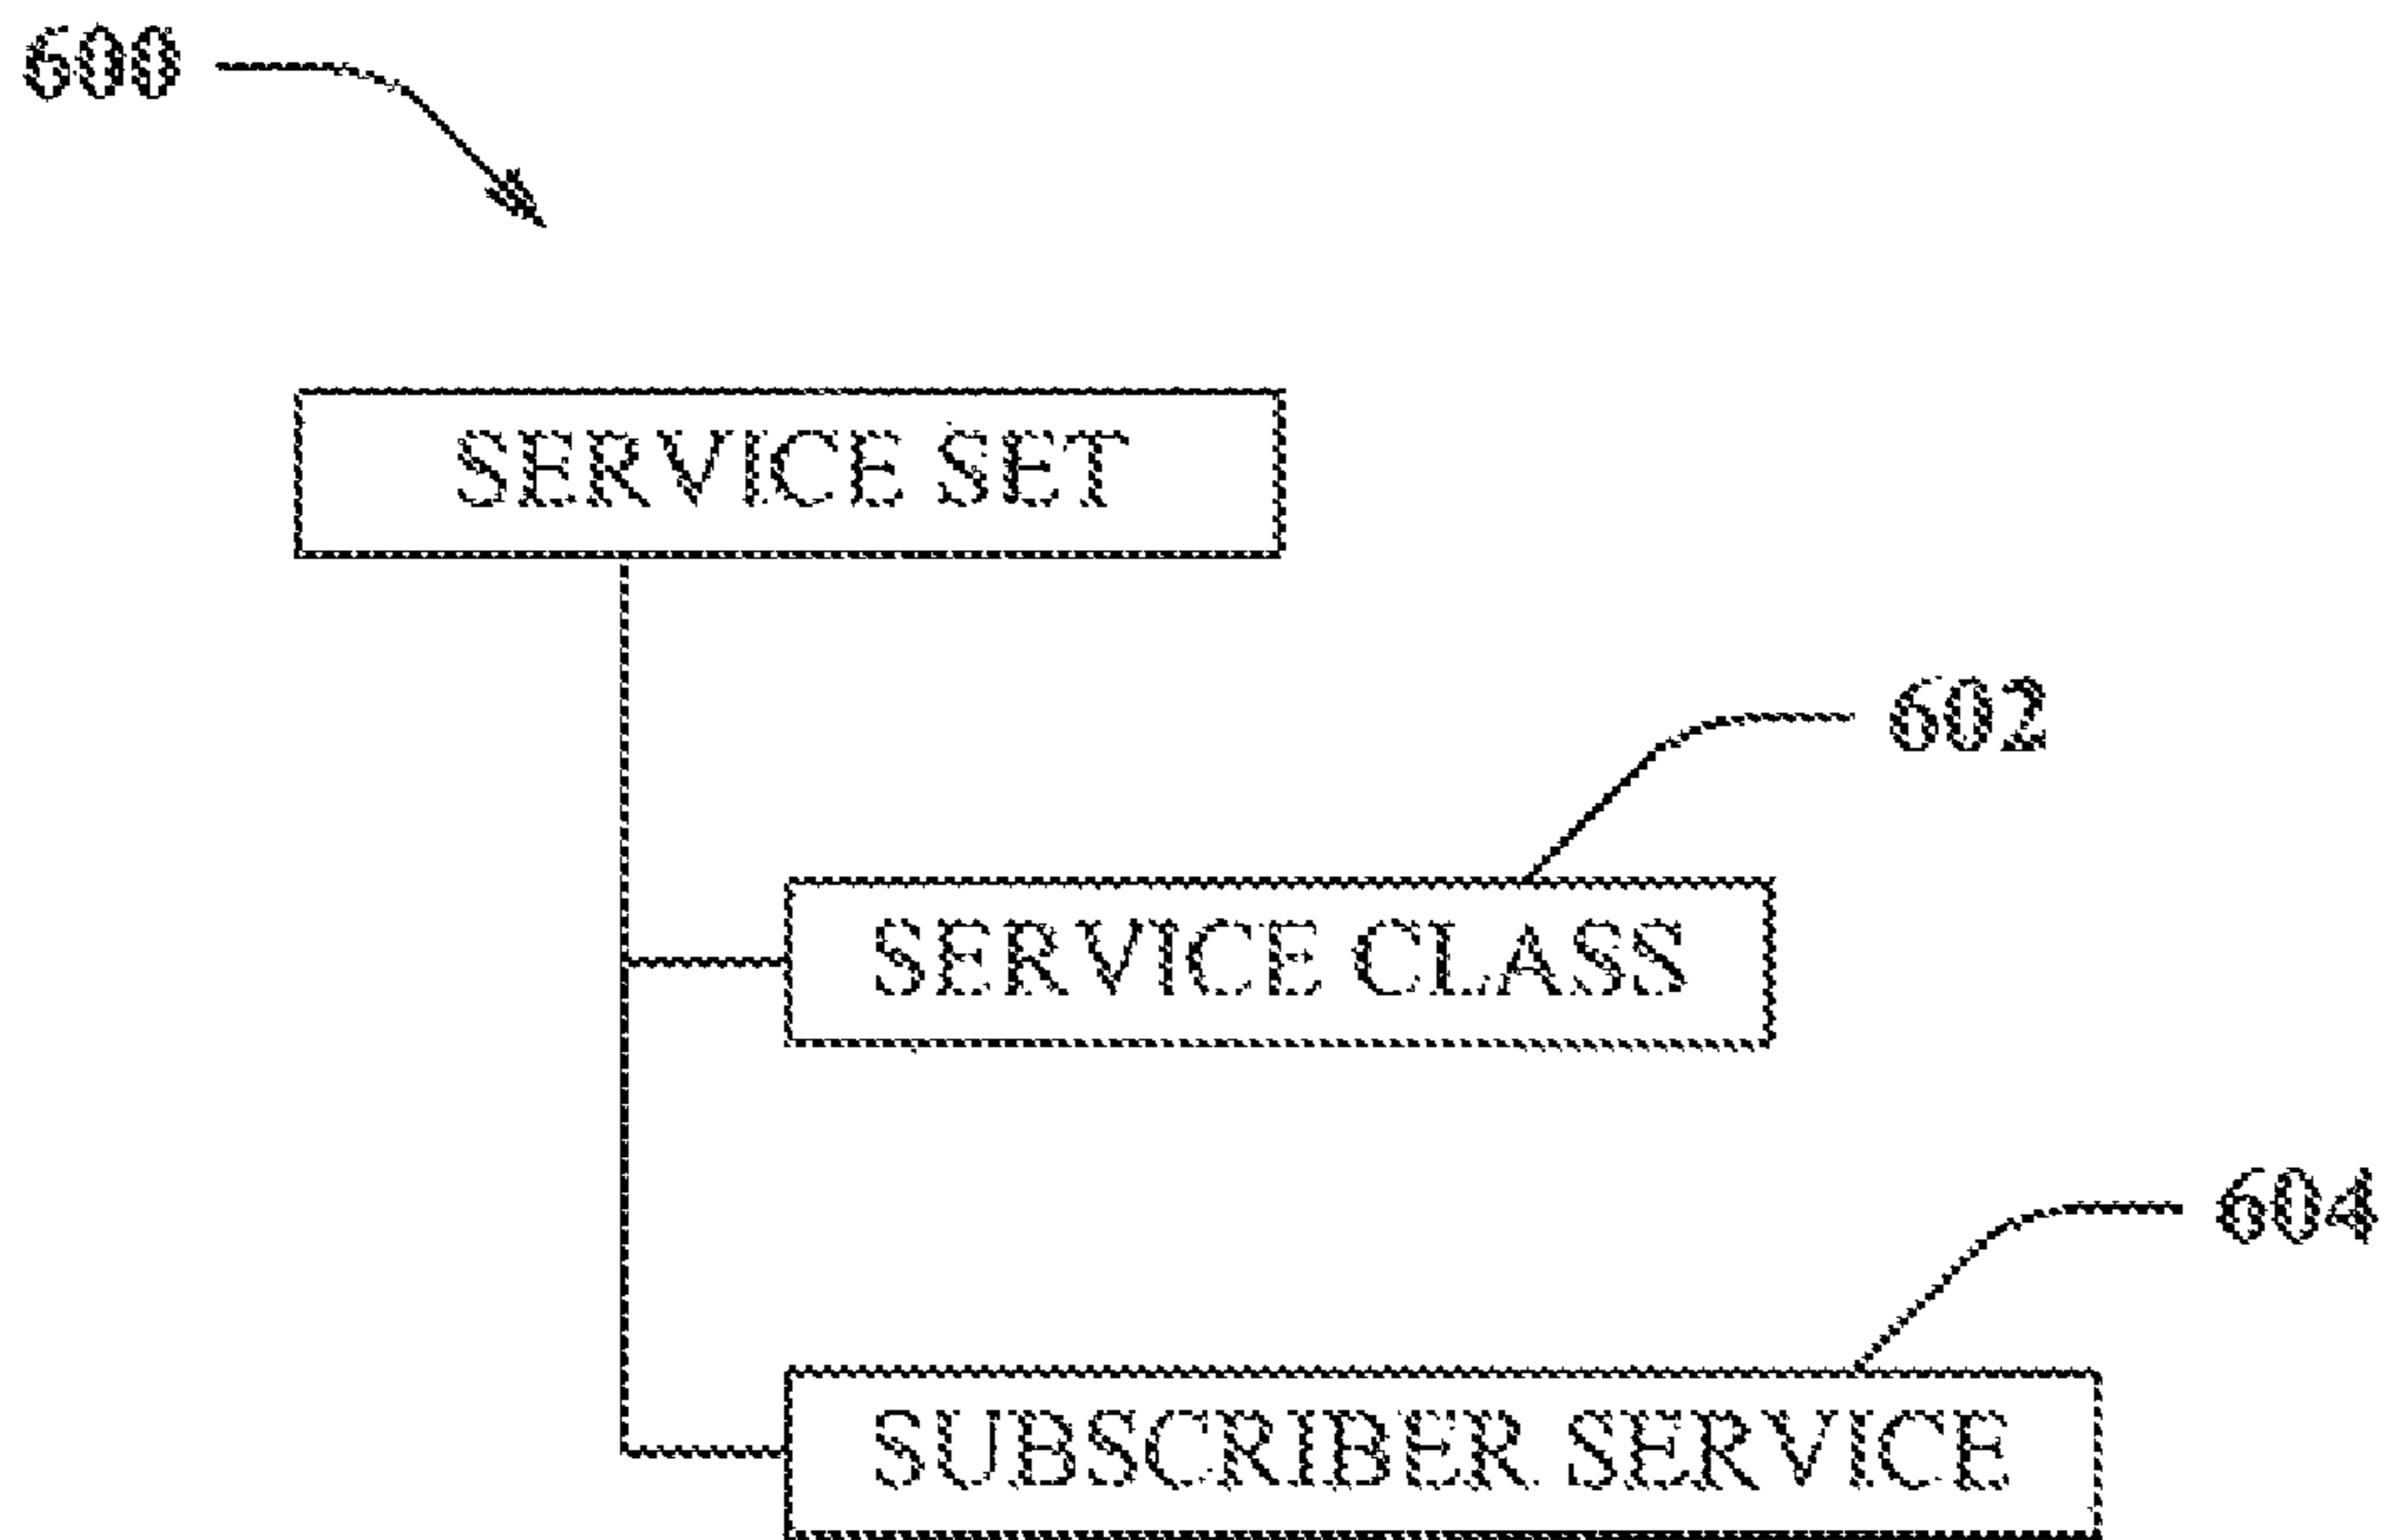 600
SERVICE SET
602
SERVICE CLASS
604
SUBSCRIBER SERVICE